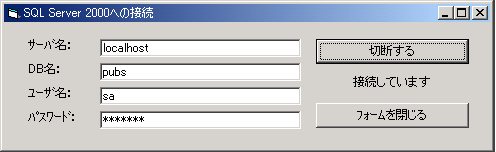 SQL Server 2000への接続
サーバ名:
localhost
DB名:
pubs
ユーザ名:
sa
パスワード:
*******
切断する
接続しています
フォームを閉じる